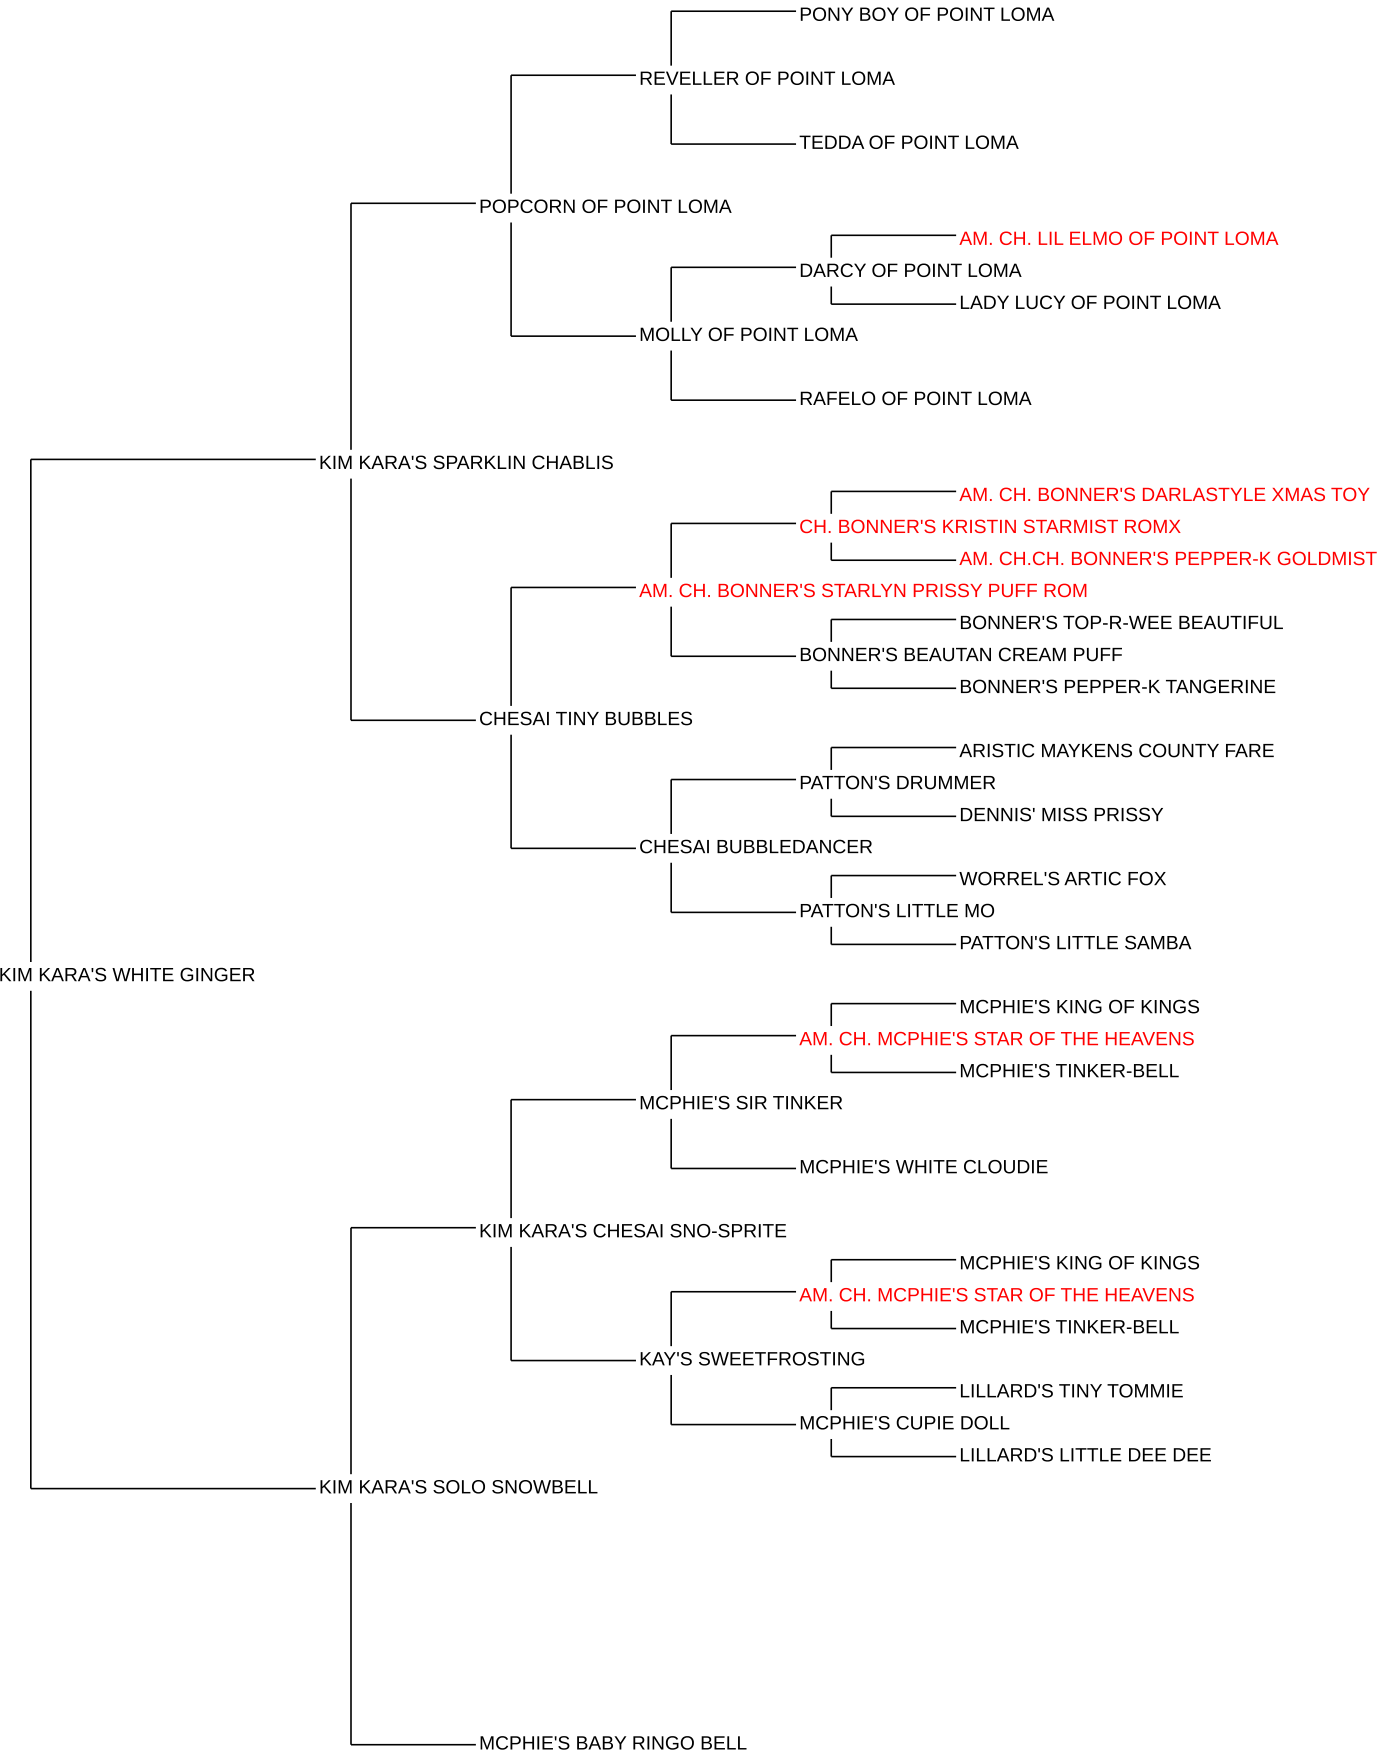 PONY BOY OF POINT LOMA
REVELLER OF POINT LOMA
TEDDA OF POINT LOMA
POPCORN OF POINT LOMA
AM. CH. LIL ELMO OF POINT LOMA
DARCY OF POINT LOMA
LADY LUCY OF POINT LOMA
MOLLY OF POINT LOMA
RAFELO OF POINT LOMA
KIM KARA'S SPARKLIN CHABLIS
AM. CH. BONNER'S DARLASTYLE XMAS TOY
CH. BONNER'S KRISTIN STARMIST ROMX
AM. CH.CH. BONNER'S PEPPER-K GOLDMIST
AM. CH. BONNER'S STARLYN PRISSY PUFF ROM
BONNER'S TOP-R-WEE BEAUTIFUL
BONNER'S BEAUTAN CREAM PUFF
BONNER'S PEPPER-K TANGERINE
CHESAI TINY BUBBLES
ARISTIC MAYKENS COUNTY FARE
PATTON'S DRUMMER
DENNIS' MISS PRISSY
CHESAI BUBBLEDANCER
WORREL'S ARTIC FOX
PATTON'S LITTLE MO
PATTON'S LITTLE SAMBA
KIM KARA'S WHITE GINGER
MCPHIE'S KING OF KINGS
AM. CH. MCPHIE'S STAR OF THE HEAVENS
MCPHIE'S TINKER-BELL
MCPHIE'S SIR TINKER
MCPHIE'S WHITE CLOUDIE
KIM KARA'S CHESAI SNO-SPRITE
MCPHIE'S KING OF KINGS
AM. CH. MCPHIE'S STAR OF THE HEAVENS
MCPHIE'S TINKER-BELL
KAY'S SWEETFROSTING
LILLARD'S TINY TOMMIE
MCPHIE'S CUPIE DOLL
LILLARD'S LITTLE DEE DEE
KIM KARA'S SOLO SNOWBELL
MCPHIE'S BABY RINGO BELL